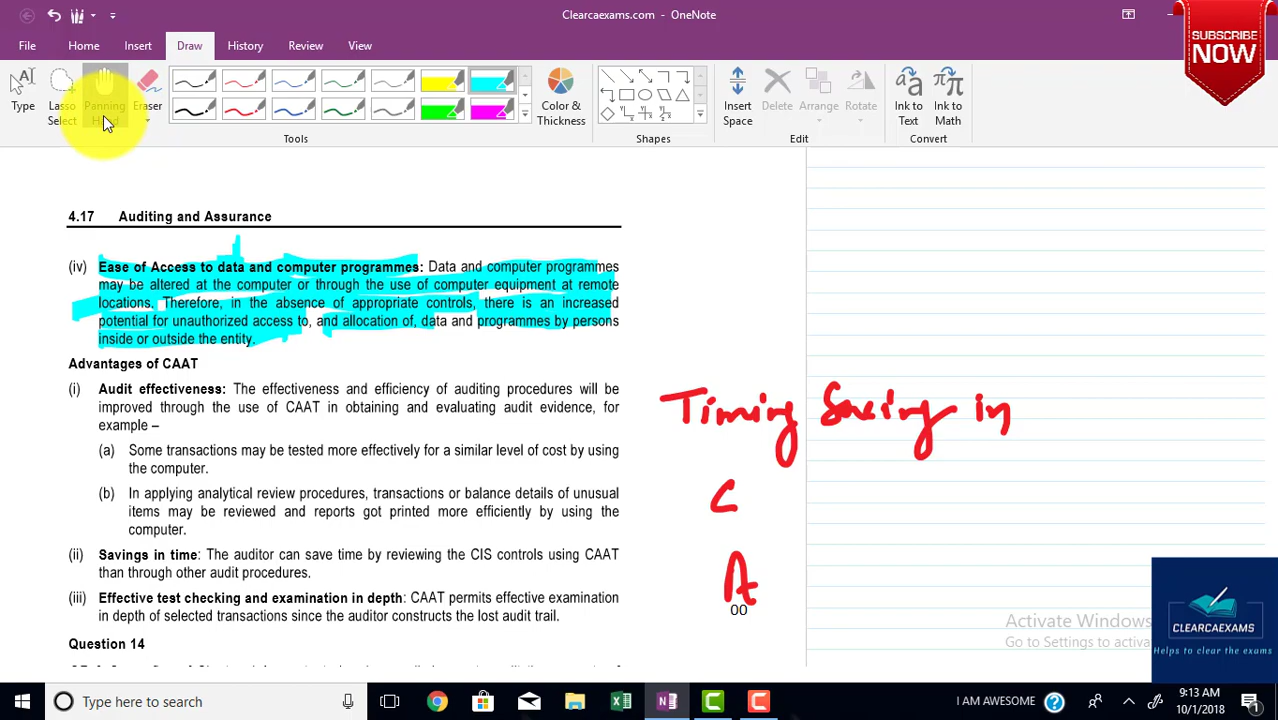 Clearcaexams.com - OneNote
SUBSCRIBE
NOW
File Home Insert Draw History Review View
Type
Lasso
Select
Panning
Hand
Eraser
Color &
Thickness
Insert
Space
Delete
Arrange
Rotate
Ink to
Text
Ink to
Math
Tools Shapes Edit Convert
4.17 Auditing and Assurance
(iv) Ease of Access to data and computer programmes: Data and computer programmes
may be altered at the computer or through the use of computer equipment at remote
locations. Therefore, in the absence of appropriate controls, there is an increased
potential for unauthorized access to, and allocation of, data and programmes by persons
inside or outside the entity.
Advantages of CAAT
(i) Audit effectiveness: The effectiveness and efficiency of auditing procedures will be
improved through the use of CAAT in obtaining and evaluating audit evidence, for
example –
(a) Some transactions may be tested more effectively for a similar level of cost by using
the computer.
(b) In applying analytical review procedures, transactions or balance details of unusual
items may be reviewed and reports got printed more efficiently by using the
computer.
(ii) Savings in time: The auditor can save time by reviewing the CIS controls using CAAT
than through other audit procedures.
(iii) Effective test checking and examination in depth: CAAT permits effective examination
in depth of selected transactions since the auditor constructs the lost audit trail.
Question 14
Timing Saving in
C
A
00
Activate Windows
Go to Settings to activa
CLEARCAEXAMS
Helps to clear the exams
Type here to search
I AM AWESOME
9:13 AM
10/1/2018